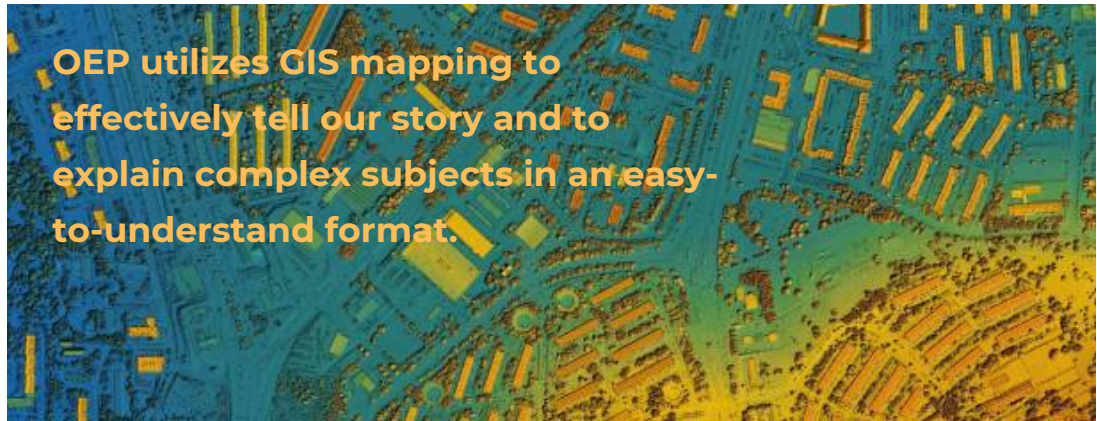 OEP utilizes GIS mapping to
effectively tell our story and to
explain complex subjects in an easy-
to-understand format.